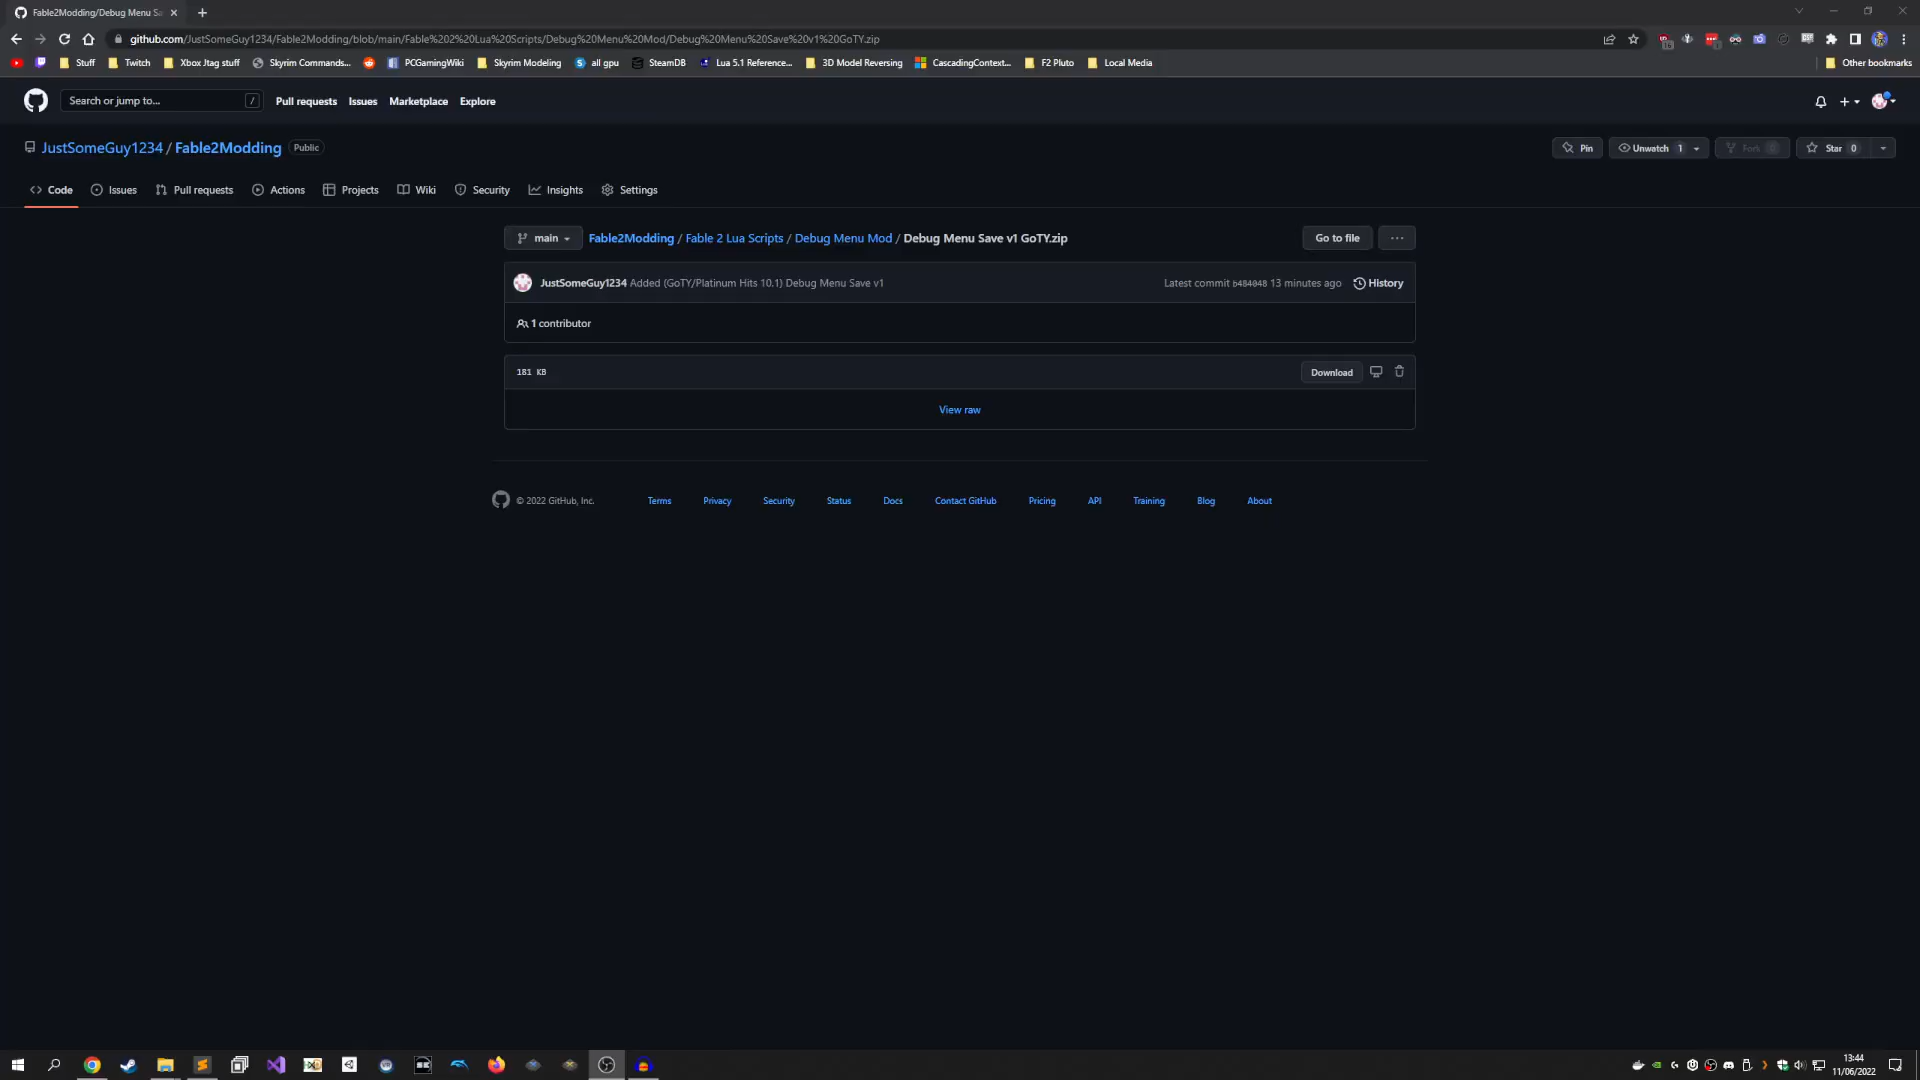 Fable2Modding/Debug Menu Sa
github.com/JustSomeGuy1234/Fable2Modding/blob/main/Fable%202%20Lua%20Scripts/Debug%20Menu%20Mod/Debug%20Menu%20Save%20v1%20GoTY.zip
Stuff Twitch Xbox Jtag stuff Skyrim Commands... PCGamingWiki Skyrim Modeling all gpu SteamDB Lua 5.1 Reference... 3D Model Reversing CascadingContext... F2 Pluto Local Media Other bookmarks
Search or jump to... / Pull requests Issues Marketplace Explore
JustSomeGuy1234 / Fable2Modding Public Pin Unwatch 1 Fork 0 Star 0
Code Issues Pull requests Actions Projects Wiki Security Insights Settings
main Fable2Modding / Fable 2 Lua Scripts / Debug Menu Mod / Debug Menu Save v1 GoTY.zip Go to file ...
JustSomeGuy1234 Added (GoTY/Platinum Hits 10.1) Debug Menu Save v1 Latest commit b484048 13 minutes ago History
1 contributor
181 KB Download
View raw
© 2022 GitHub, Inc. Terms Privacy Security Status Docs Contact GitHub Pricing API Training Blog About
13:44
11/06/2022